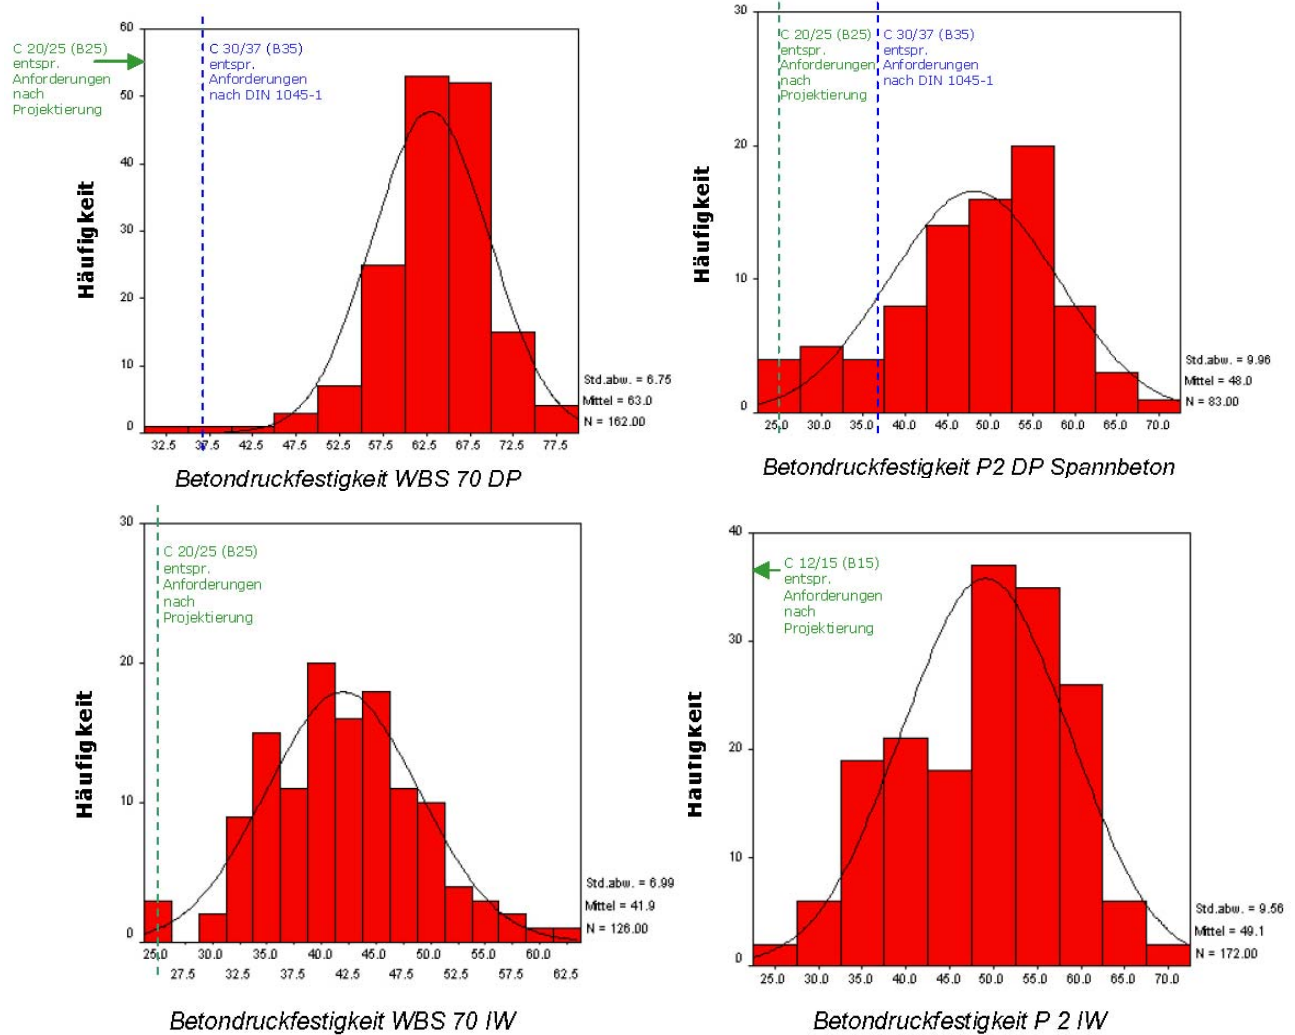 60
C 20/25 (B25)
entspr.
Anforderungen
nach
Projektierung
C 30/37 (B35)
entspr.
Anforderungen
nach DIN 1045-1
50
40
30
20
10
0
Häufigkeit
Std.abw. = 6.75
Mittel = 63.0
N = 162.00
32.5 37.5 42.5 47.5 52.5 57.5 62.5 67.5 72.5 77.5
Betondruckfestigkeit WBS 70 DP
30
C 20/25 (B25)
entspr.
Anforderungen
nach
Projektierung
C 30/37 (B35)
entspr.
Anforderungen
nach DIN 1045-1
20
10
0
Häufigkeit
Std.abw. = 9.96
Mittel = 48.0
N = 83.00
25.0 30.0 35.0 40.0 45.0 50.0 55.0 60.0 65.0 70.0
Betondruckfestigkeit P2 DP Spannbeton
30
C 20/25 (B25)
entspr.
Anforderungen
nach
Projektierung
20
10
0
Häufigkeit
Std.abw. = 6.99
Mittel = 41.9
N = 126.00
25.0 30.0 35.0 40.0 45.0 50.0 55.0 60.0
27.5 32.5 37.5 42.5 47.5 52.5 57.5 62.5
Betondruckfestigkeit WBS 70 IW
40
C 12/15 (B15)
entspr.
Anforderungen
nach
Projektierung
30
20
10
0
Häufigkeit
Std.abw. = 9.56
Mittel = 49.1
N = 172.00
25.0 30.0 35.0 40.0 45.0 50.0 55.0 60.0 65.0 70.0
Betondruckfestigkeit P 2 IW